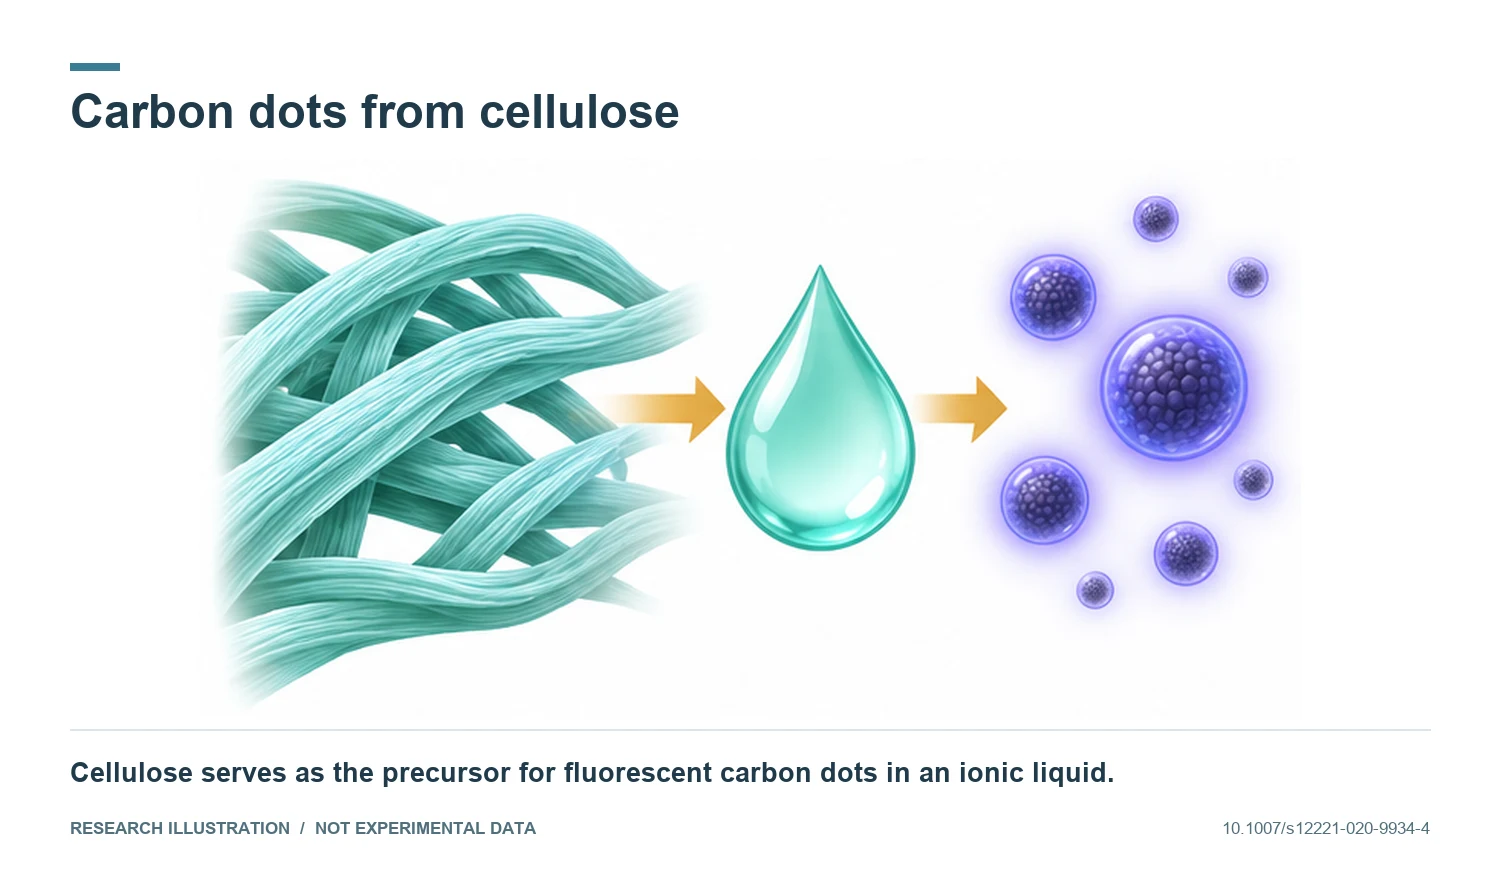 Carbon dots from cellulose
Cellulose serves as the precursor for fluorescent carbon dots in an ionic liquid.
RESEARCH ILLUSTRATION / NOT EXPERIMENTAL DATA
10.1007/s12221-020-9934-4